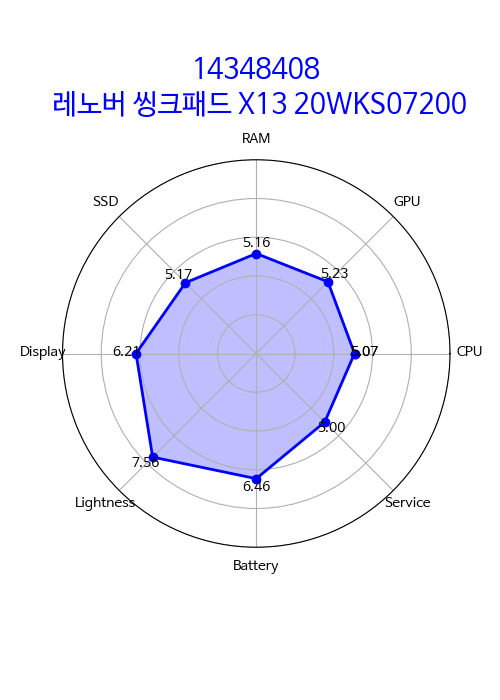 14348408
레노버 씽크패드 X13 20WKS07200
RAM
SSD
GPU
5.16
5.17
5.23
Display
6.21
5.07
CPU
7.56
5.00
6.46
Lightness
Service
Battery